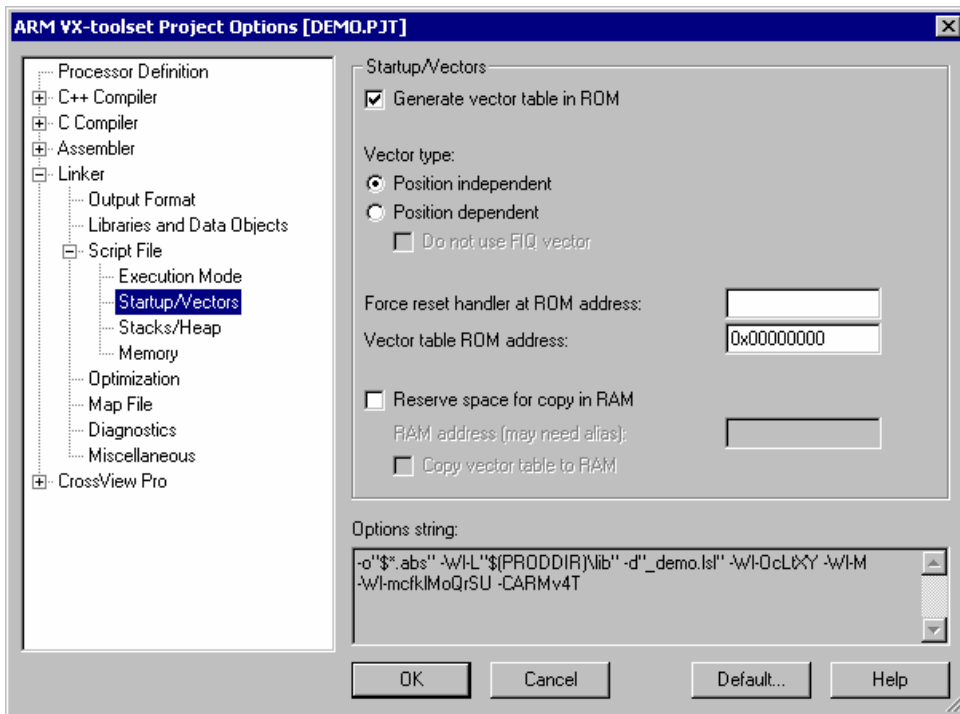 ARM VX-toolset Project Options [DEMO.PJT]
Processor Definition
C++ Compiler
C Compiler
Assembler
Linker
Output Format
Libraries and Data Objects
Script File
Execution Mode
Startup/Vectors
Stacks/Heap
Memory
Optimization
Map File
Diagnostics
Miscellaneous
CrossView Pro
Startup/Vectors
Generate vector table in ROM
Vector type:
Position independent
Position dependent
Do not use FIQ vector
Force reset handler at ROM address:
Vector table ROM address: 0x00000000
Reserve space for copy in RAM
RAM address (may need alias):
Copy vector table to RAM
Options string:
-o"$*.abs" -Wl-L"$(PRODDIR)\lib" -d"_demo.lsl" -Wl-OcLtXY -Wl-M
-Wl-mcfklMoQrSU -CARMv4T
OK Cancel Default... Help